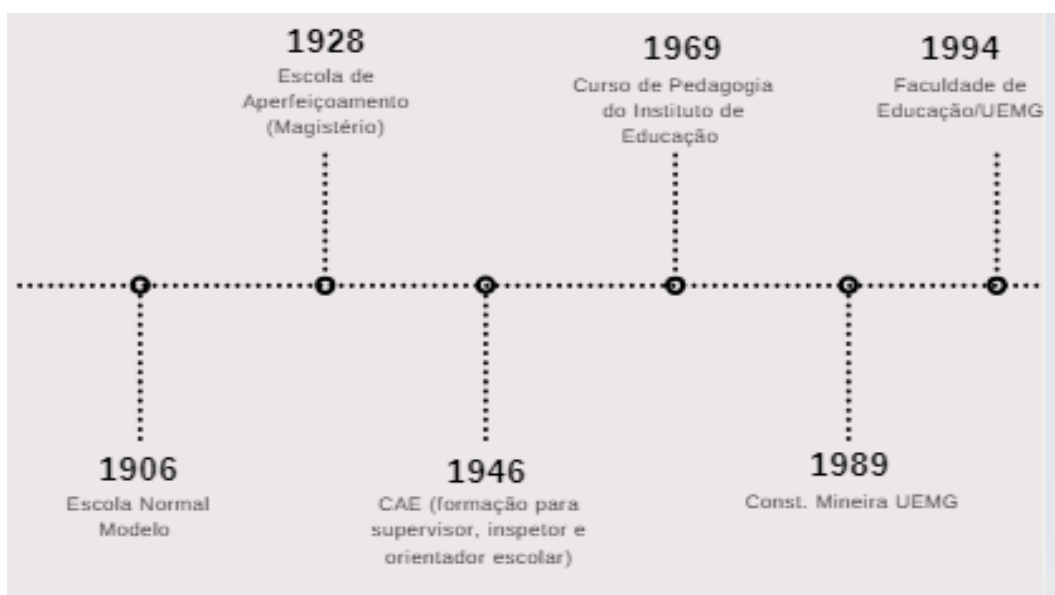 1928
Escola de
Aperfeiçoamento
(Magistério)
1969
Curso de Pedagogia
do Instituto de
Educação
1994
Faculdade de
Educação/UEMG
1906
Escola Normal
Modelo
1946
CAE (formação para
supervisor, inspetor e
orientador escolar)
1989
Const. Mineira UEMG